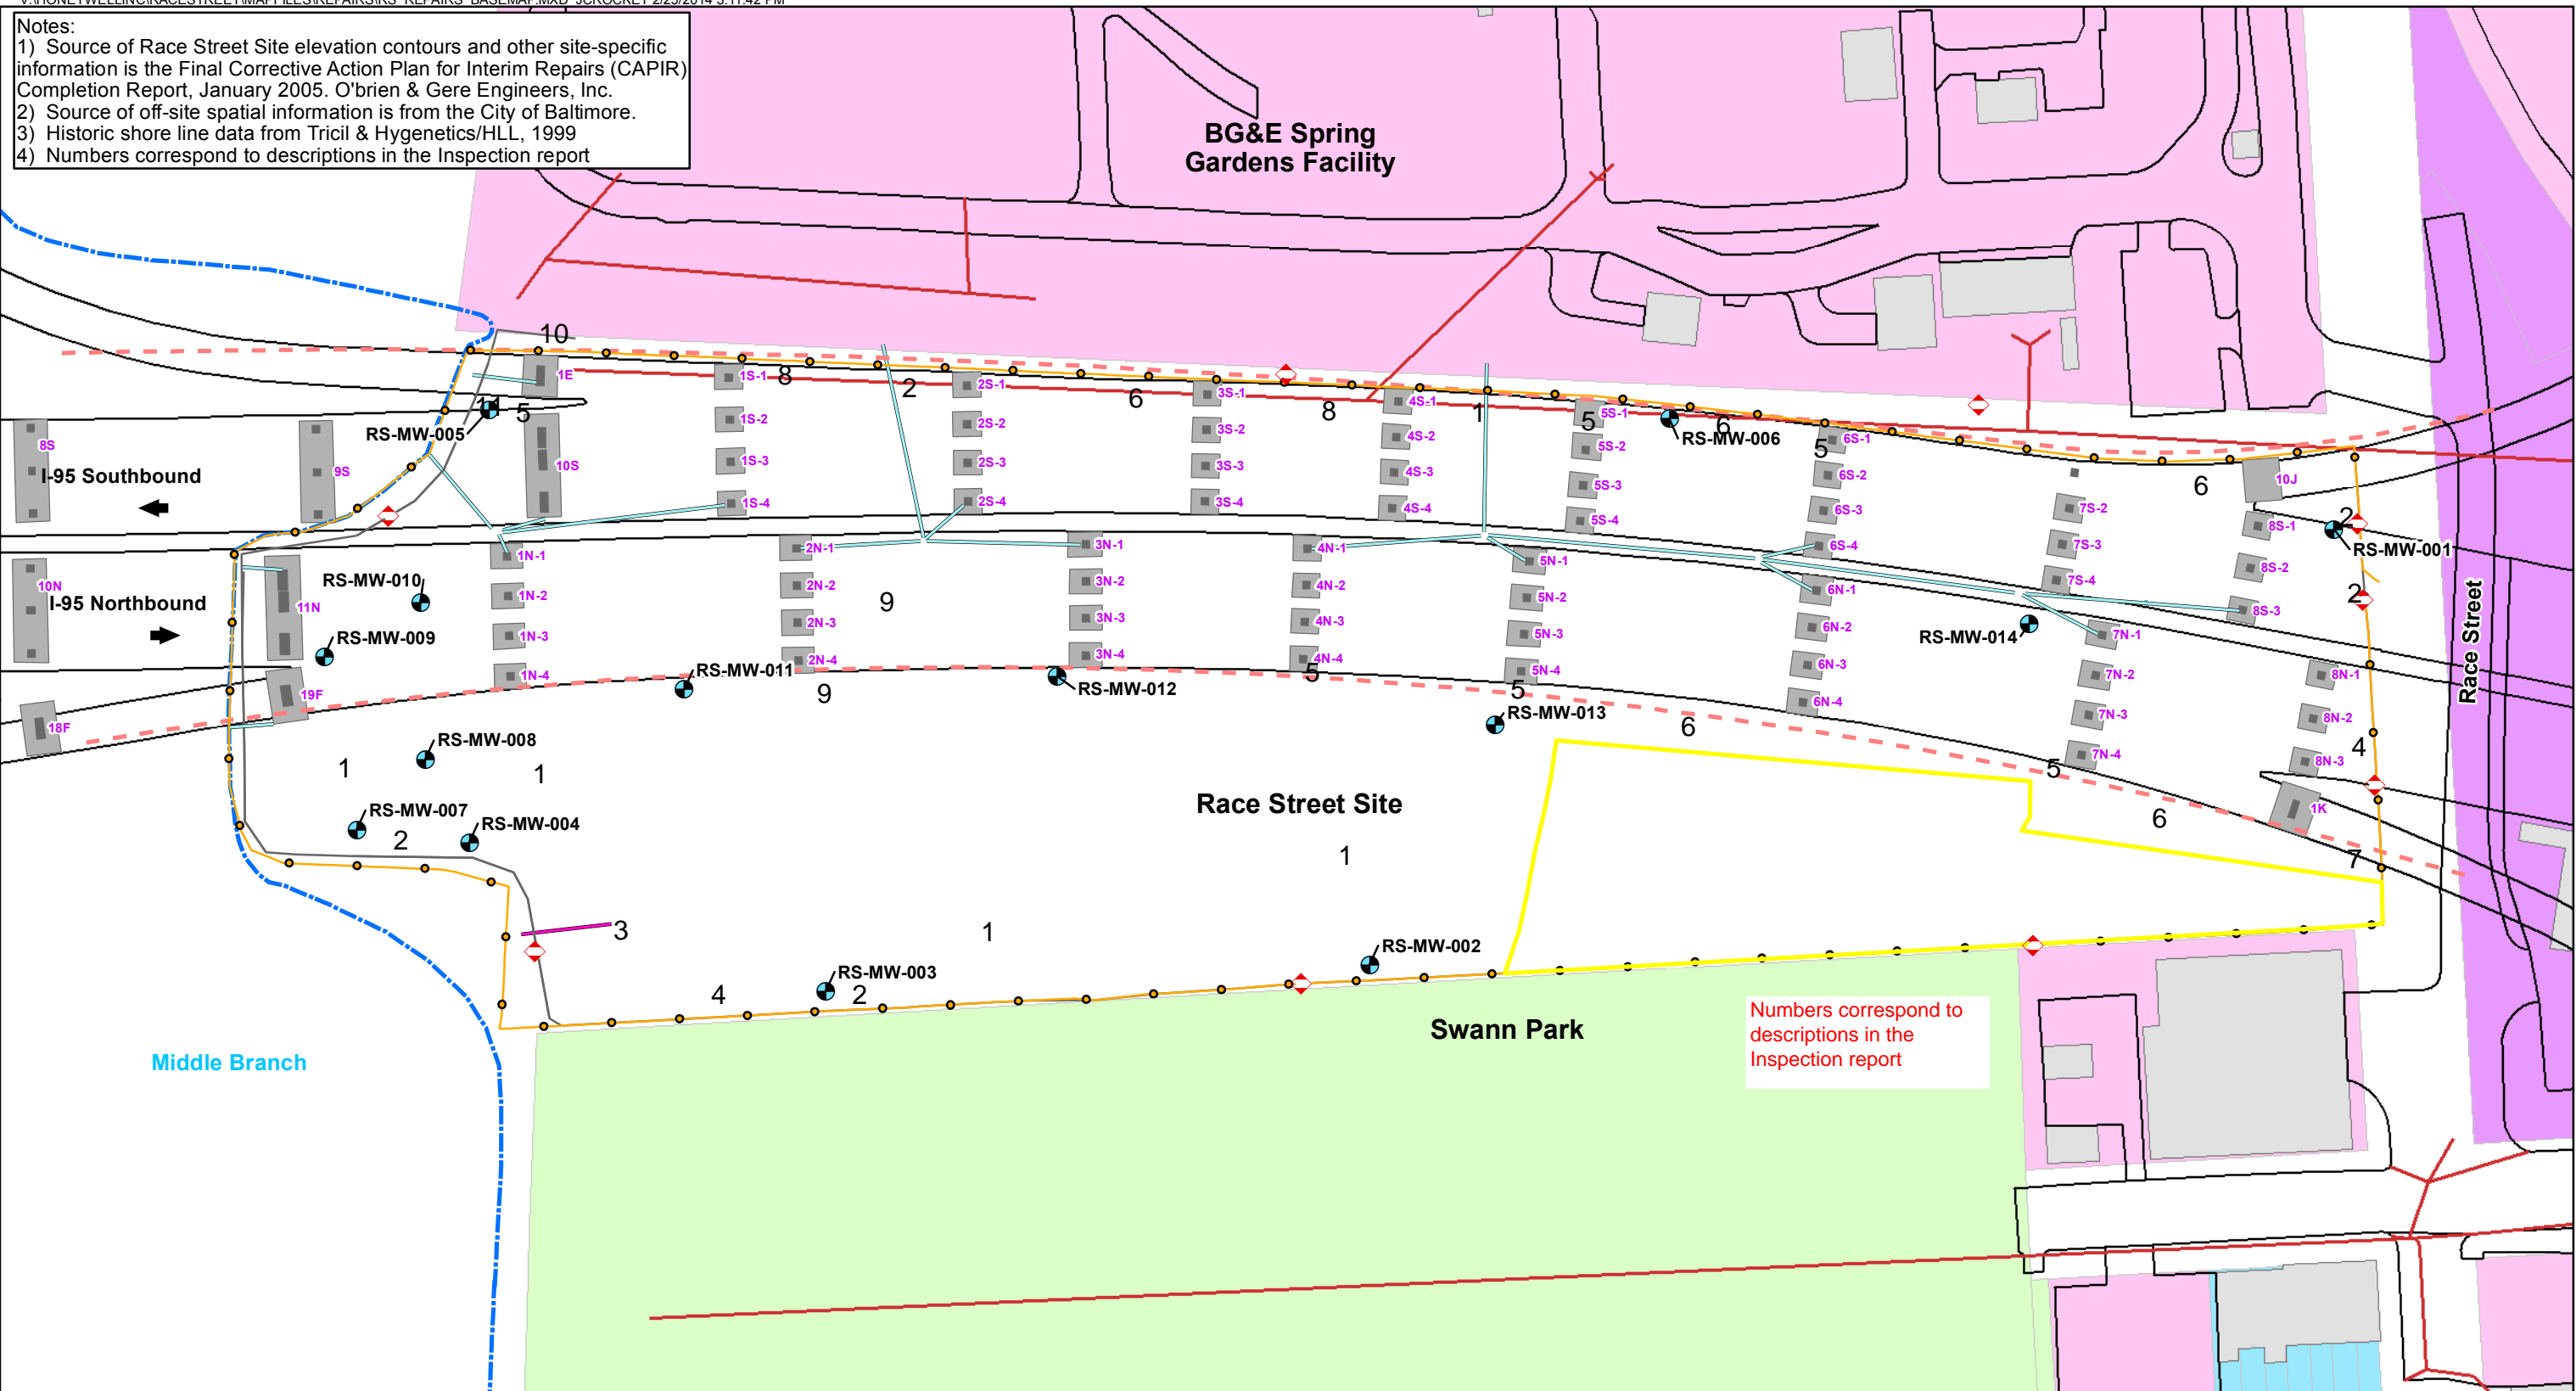 V:\HONEYWELLINC\RACESTREET\MAPFILES\REPAIRS\RS_REPAIRS_BASEMAP.MXD JCROCKET 2/25/2014 3:11:42 PM
Notes:
1) Source of Race Street Site elevation contours and other site-specific
information is the Final Corrective Action Plan for Interim Repairs (CAPIR)
Completion Report, January 2005. O'brien & Gere Engineers, Inc.
2) Source of off-site spatial information is from the City of Baltimore.
3) Historic shore line data from Tricil & Hygenetics/HLL, 1999
4) Numbers correspond to descriptions in the Inspection report
BG&E Spring
Gardens Facility
10
1E
1S-1
8
2
2S-1
6
3S-1
8
4S-1
1
5
5S-1
6
RS-MW-006
5
6S-1
11
5
RS-MW-005
1S-2
2S-2
3S-2
4S-2
5S-2
6S-2
8S
9S
10S
1S-3
2S-3
3S-3
4S-3
5S-3
6S-3
6
10J
I-95 Southbound
1S-4
2S-4
3S-4
4S-4
5S-4
6S-4
7S-2
7S-3
7S-4
8S-1
8S-2
8S-3
2
RS-MW-001
2
10N
I-95 Northbound
11N
RS-MW-010
RS-MW-009
1N-1
1N-2
1N-3
1N-4
2N-1
2N-2
2N-3
2N-4
9
3N-1
3N-2
3N-3
3N-4
4N-1
4N-2
4N-3
4N-4
5
5N-1
5N-2
5N-3
5N-4
5
6N-1
6N-2
6N-3
6N-4
RS-MW-014
7N-1
7N-2
7N-3
7N-4
5
8N-1
8N-2
8N-3
4
Race Street
18F
19F
RS-MW-011
9
RS-MW-012
RS-MW-013
6
1K
6
7
RS-MW-008
1
1
RS-MW-007
2
RS-MW-004
Race Street Site
1
3
1
RS-MW-002
RS-MW-003
4
2
Swann Park
Numbers correspond to
descriptions in the
Inspection report
Middle Branch